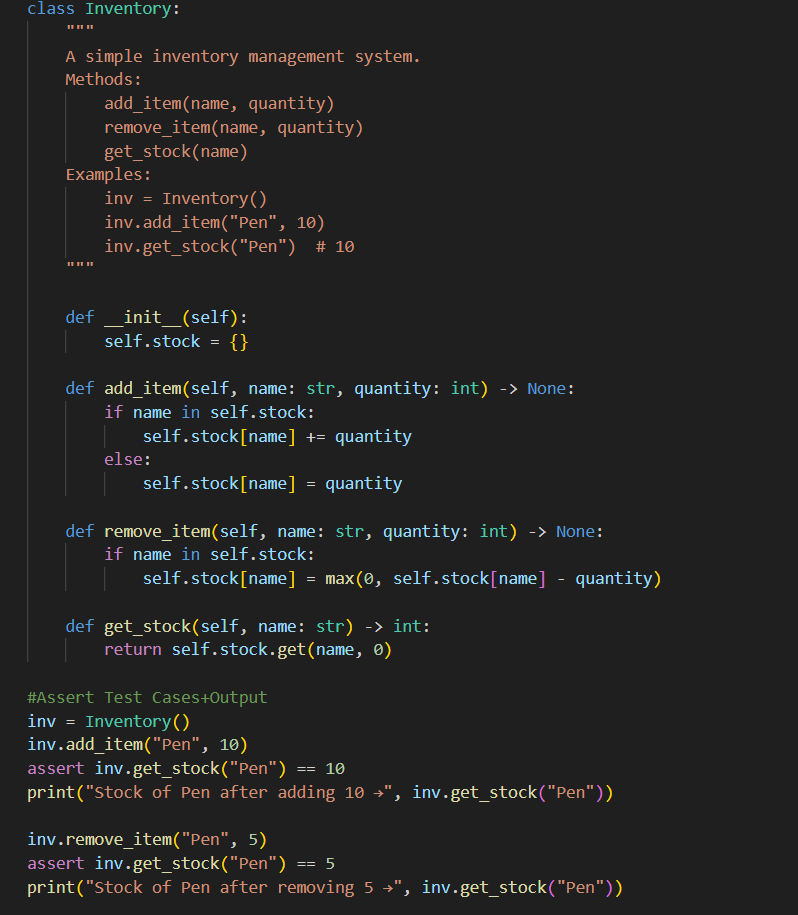 class Inventory:
    """
    A simple inventory management system.
    Methods:
        add_item(name, quantity)
        remove_item(name, quantity)
        get_stock(name)
    Examples:
        inv = Inventory()
        inv.add_item("Pen", 10)
        inv.get_stock("Pen")  # 10
    """

    def __init__(self):
        self.stock = {}

    def add_item(self, name: str, quantity: int) -> None:
        if name in self.stock:
            self.stock[name] += quantity
        else:
            self.stock[name] = quantity

    def remove_item(self, name: str, quantity: int) -> None:
        if name in self.stock:
            self.stock[name] = max(0, self.stock[name] - quantity)

    def get_stock(self, name: str) -> int:
        return self.stock.get(name, 0)

#Assert Test Cases+Output
inv = Inventory()
inv.add_item("Pen", 10)
assert inv.get_stock("Pen") == 10
print("Stock of Pen after adding 10 →", inv.get_stock("Pen"))

inv.remove_item("Pen", 5)
assert inv.get_stock("Pen") == 5
print("Stock of Pen after removing 5 →", inv.get_stock("Pen"))